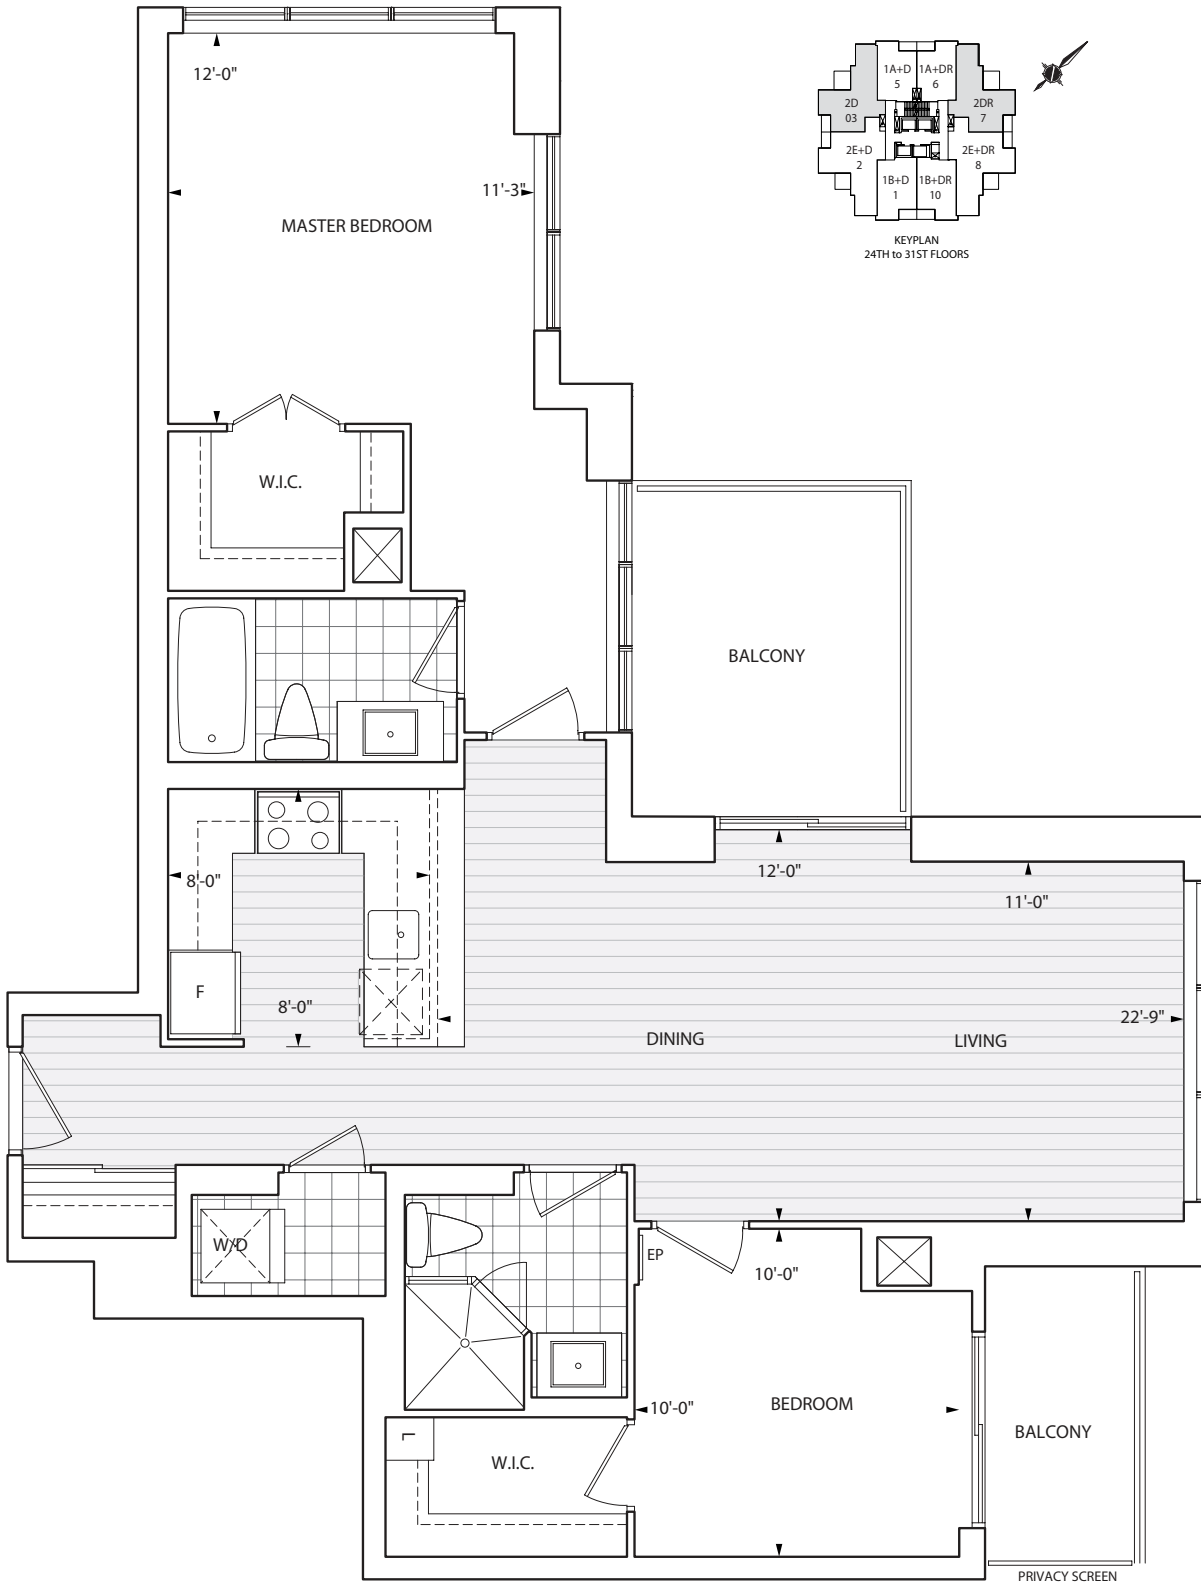 12'-0"
11'-3"
MASTER BEDROOM
1A+D
5
1A+DR
6
2D
03
2DR
7
2E+D
2
2E+DR
8
1B+D
1
1B+DR
10
KEYPLAN
24TH to 31ST FLOORS
W.I.C.
BALCONY
8'-0"
12'-0"
11'-0"
F
8'-0"
DINING
LIVING
22'-9"
W/D
EP
10'-0"
10'-0"
BEDROOM
BALCONY
L
W.I.C.
PRIVACY SCREEN